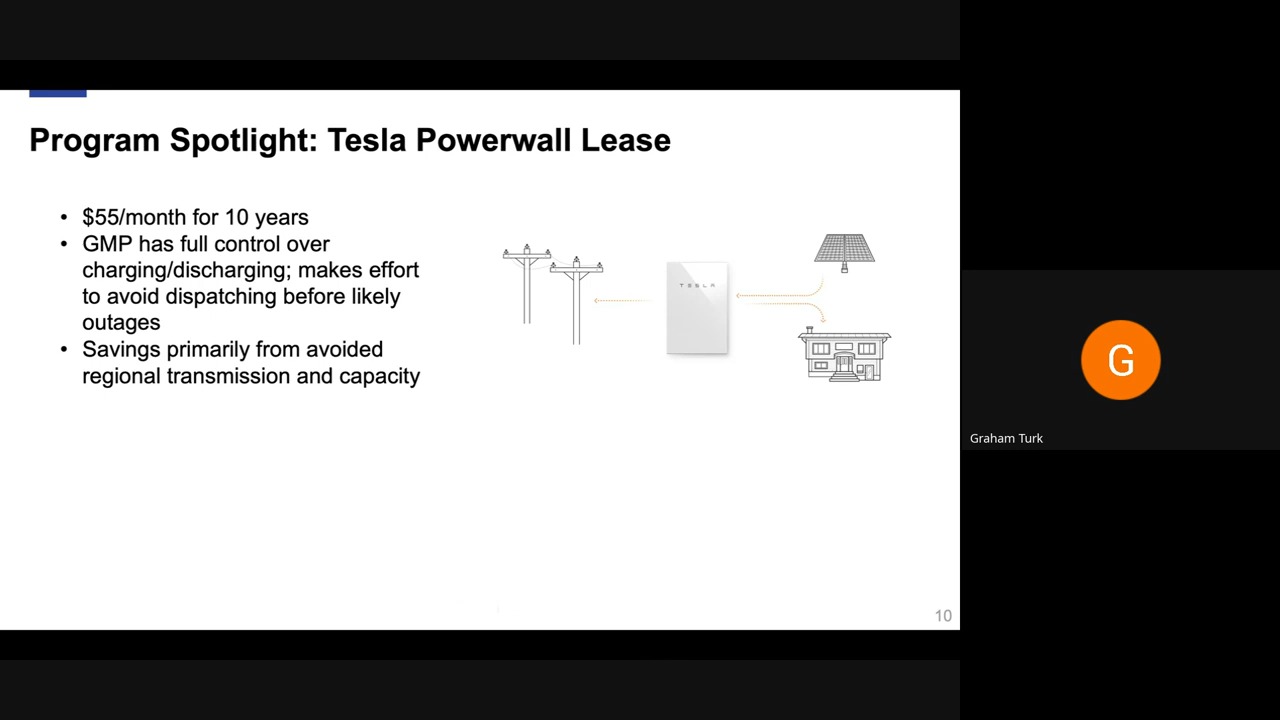 Program Spotlight: Tesla Powerwall Lease
• $55/month for 10 years
• GMP has full control over
charging/discharging; makes effort
to avoid dispatching before likely
outages
• Savings primarily from avoided
regional transmission and capacity
TESLA
10
G
Graham Turk